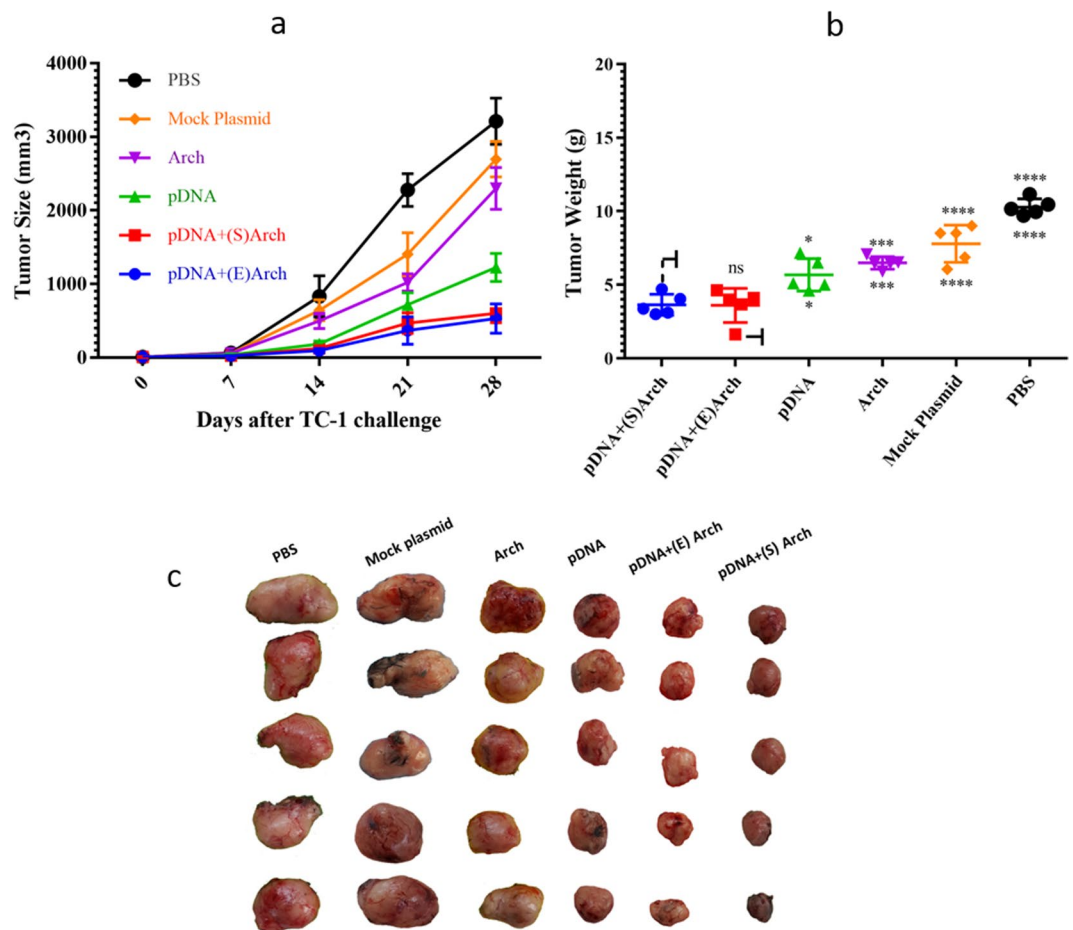 a
4000
3000
2000
1000
0
Tumor Size (mm3)
PBS
Mock Plasmid
Arch
pDNA
pDNA+(S)Arch
pDNA+(E)Arch
0
7
14
21
28
Days after TC-1 challenge
b
20
15
10
5
0
Tumor Weight (g)
ns
*
*
***
***
****
****
****
****
pDNA+(S)Arch
pDNA+(E)Arch
pDNA
Arch
Mock Plasmid
PBS
c
PBS
Mock plasmid
Arch
pDNA
pDNA+(E) Arch
pDNA+(S) Arch